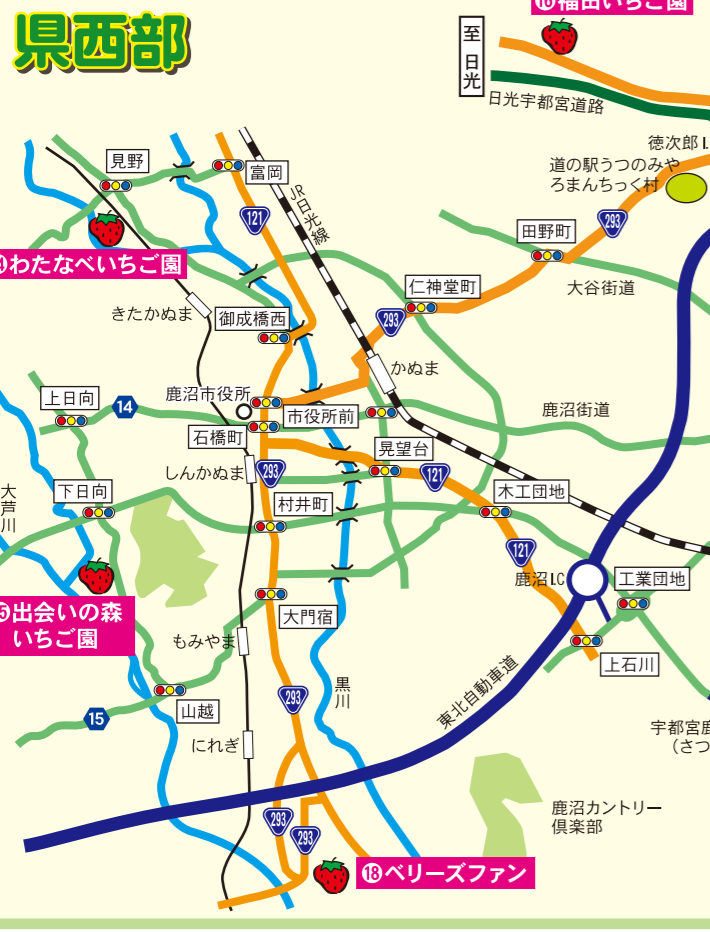 県西部
⑯福田いちご園
至日光
日光宇都宮道路
徳次郎I.
道の駅うつのみや
ろまんちっく村
見野
富岡
JR日光線
121
293
田野町
わたなべいちご園
大谷街道
仁神堂町
きたかぬま
御成橋西
293
かぬま
上日向
14
鹿沼市役所
市役所前
鹿沼街道
石橋町
晃望台
しんかぬま
293
121
下日向
木工団地
大芦川
村井町
121
鹿沼I.C
工業団地
出会いの森
いちご園
大門宿
もみやま
上石川
東北自動車道
黒川
293
山越
15
にれぎ
宇都宮鹿
(さつ
293
293
鹿沼カントリー
倶楽部
⑱ベリーズファン